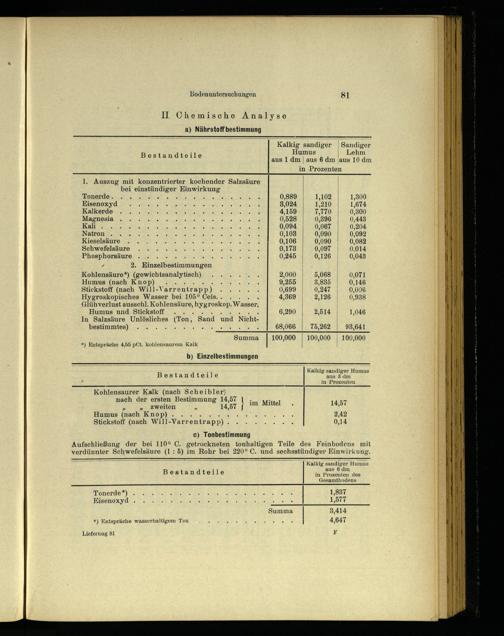 Bodenuntersuchungen 81
II Chemische Analyse
a) Nährstoffbestimmung
Bestandteile
Kalkig sandiger Humus aus 1 dm aus 6 dm
Sandiger Lehm aus 10 dm
in Prozenten
1. Auszug mit konzentrierter kochender Salzsäure
bei einstündiger Einwirkung
Tonerde 0,889 1,102 1,300
Eisenoxyd 3,024 1,210 1,674
Kalkerde 4,159 7,770 0,300
Magnesia 0,528 0,396 0,443
Kali 0,094 0,067 0,204
Natron 0,103 0,090 0,092
Kieselsäure 0,106 0,090 0,082
Schwefelsäure 0,173 0,097 0,014
Phosphorsäure 0,245 0,126 0,043
2. Einzelbestimmungen
Kohlensäure*) (gewichtsanalytisch) 2,000 5,068 0,071
Humus (nach Knop) 9,255 3,835 0,146
Stickstoff (nach Will-Varrentrapp) 0,699 0,247 0,006
Hygroskopisches Wasser bei 105° Cels. 4,369 2,126 0,938
Glühverlust ausschl. Kohlensäure, hygroskop. Wasser,
Humus und Stickstoff 6,290 2,514 1,046
In Salzsäure Unlösliches (Ton, Sand und Nicht-
bestimmtes) 68,066 75,262 93,641
Summa 100,000 100,000 100,000
*) Entspräche 4,55 pCt. kohlensaurem Kalk
b) Einzelbestimmungen
Bestandteile
Kalkig sandiger Humus
aus 3 dm
in Prozenten
Kohlensaurer Kalk (nach Scheibler)
nach der ersten Bestimmung 14,57 } im Mittel . 14,57
„ „ zweiten „ 14,57
Humus (nach Knop) 2,42
Stickstoff (nach Will-Varrentrapp) 0,14
c) Tonbestimmung
Aufschließung der bei 110° C. getrockneten tonhaltigen Teile des Feinbodens mit
verdünnter Schwefelsäure (1 : 5) im Rohr bei 220° C. und sechsstündiger Einwirkung.
Bestandteile
Kalkig sandiger Humus
aus 6 dm
in Prozenten des
Gesamtbodens
Tonerde*) 1,837
Eisenoxyd 1,577
Summa 3,414
*) Entspräche wasserhaltigem Ton 4,647
Lieferung 81 F